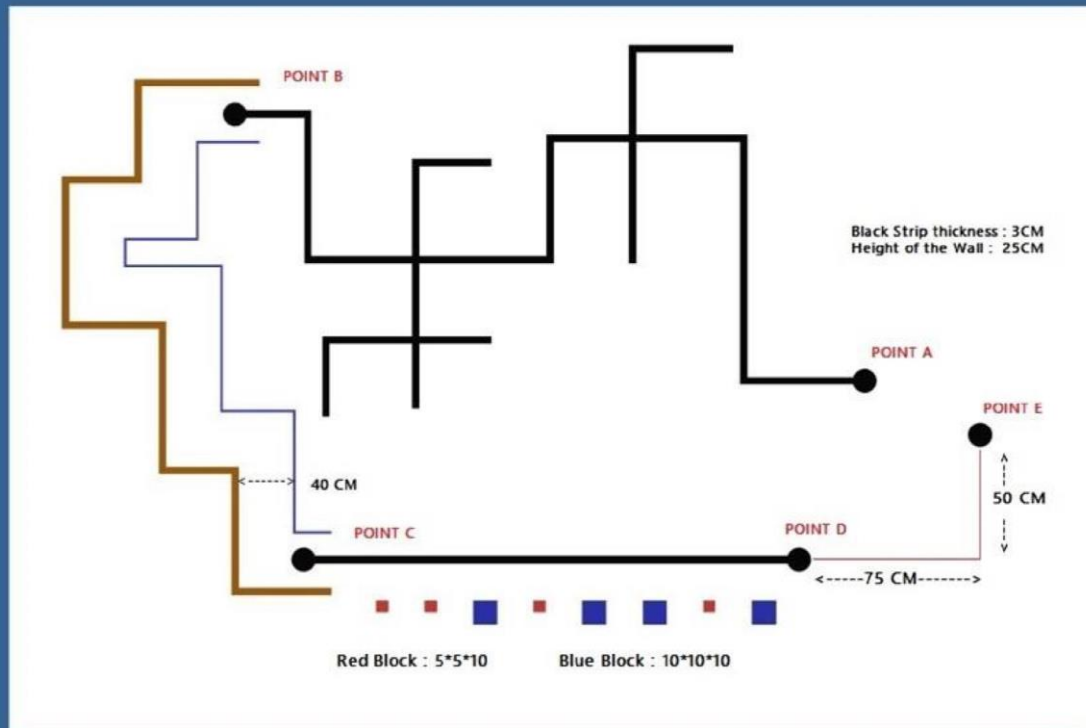 POINT B
Black Strip thickness : 3CM
Height of the Wall : 25CM
POINT A
POINT E
40 CM
50 CM
POINT C
POINT D
75 CM
Red Block : 5*5*10
Blue Block : 10*10*10